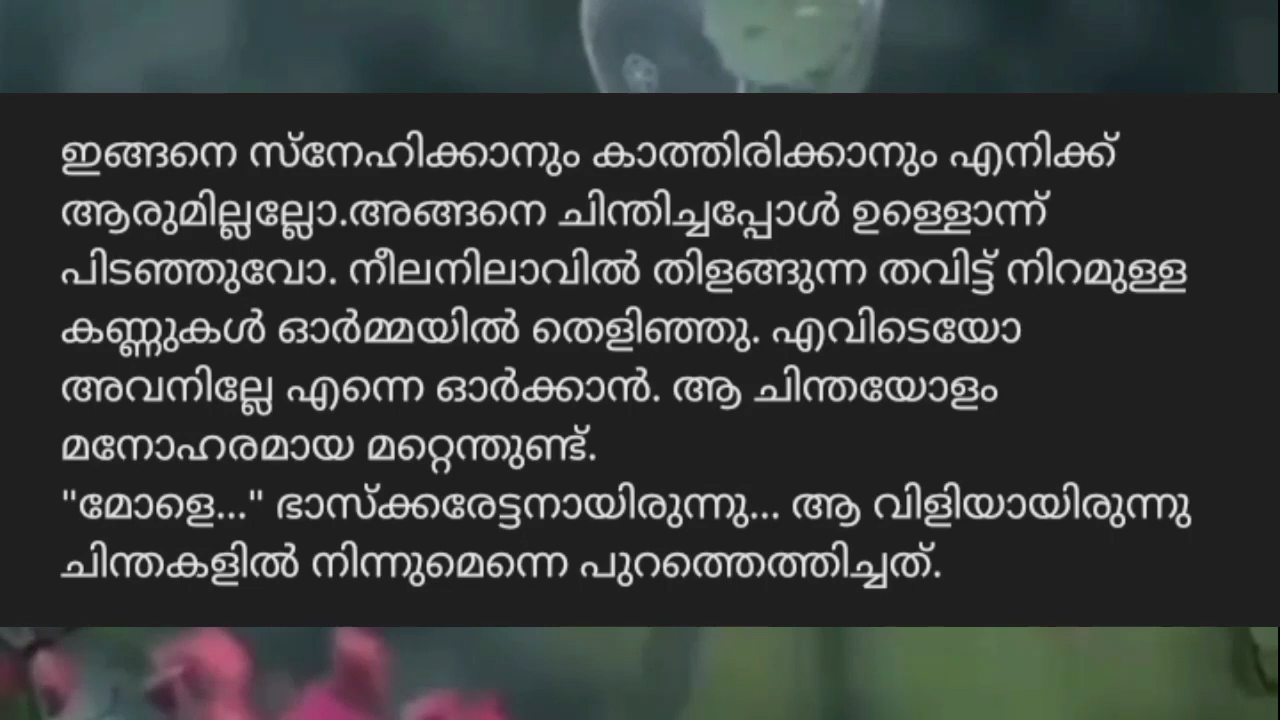 ഇങ്ങനെ സ്നേഹിക്കാനും കാത്തിരിക്കാനും എനിക്ക്
ആരുമില്ലല്ലോ.അങ്ങനെ ചിന്തിച്ചപ്പോൾ ഉള്ളൊന്ന്
പിടഞ്ഞുവോ. നീലനിലാവിൽ തിളങ്ങുന്ന തവിട്ട് നിറമുള്ള
കണ്ണുകൾ ഓർമ്മയിൽ തെളിഞ്ഞു. എവിടെയോ
അവനില്ലേ എന്നെ ഓർക്കാൻ. ആ ചിന്തയോളം
മനോഹരമായ മറ്റെന്തുണ്ട്.
"മോളെ..." ഭാസ്ക്കരേട്ടനായിരുന്നു... ആ വിളിയായിരുന്നു
ചിന്തകളിൽ നിന്നുമെന്നെ പുറത്തെത്തിച്ചത്.